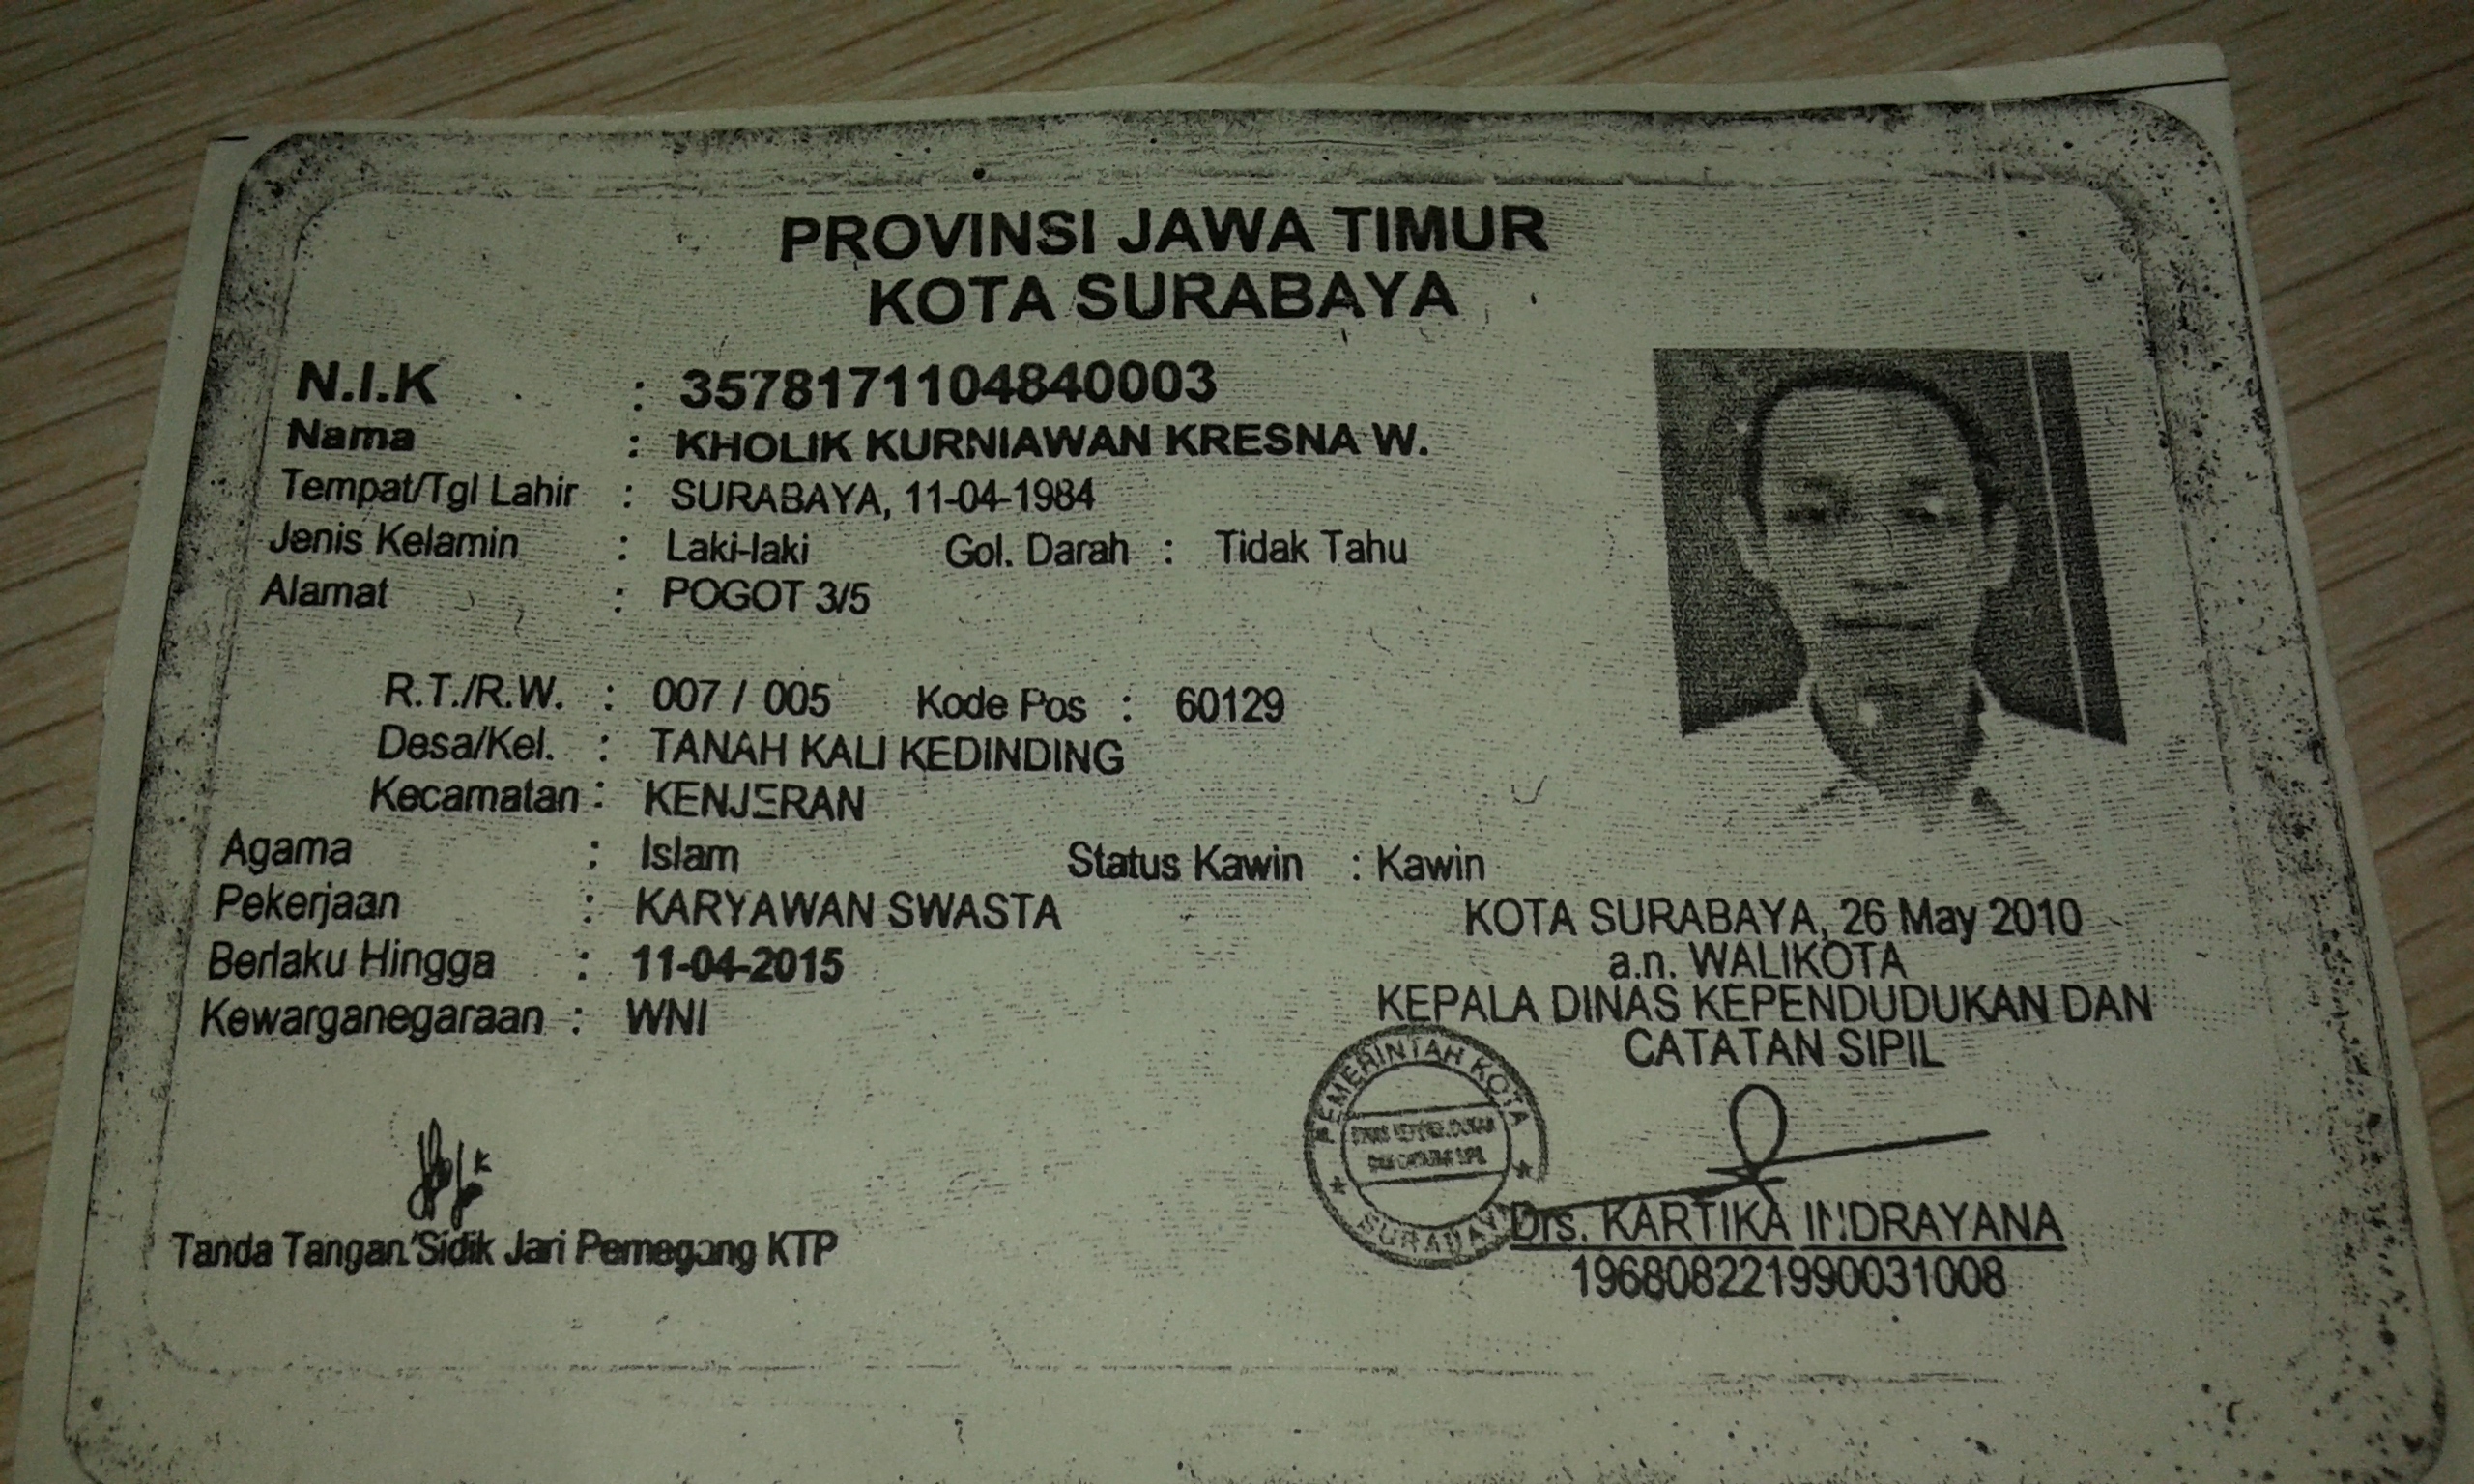 PROVINSI JAWA TIMUR
KOTA SURABAYA
N.I.K : 3578171104840003
Nama : KHOLIK KURNIAWAN KRESNA W.
Tempat/Tgl Lahir : SURABAYA, 11-04-1984
Jenis Kelamin : Laki-laki Gol. Darah : Tidak Tahu
Alamat : POGOT 3/5
R.T./R.W. : 007 / 005 Kode Pos : 60129
Desa/Kel. : TANAH KALI KEDINDING
Kecamatan : KENJERAN
Agama : Islam Status Kawin : Kawin
Pekerjaan : KARYAWAN SWASTA
Berlaku Hingga : 11-04-2015
Kewarganegaraan : WNI
KOTA SURABAYA, 26 May 2010
a.n. WALIKOTA
KEPALA DINAS KEPENDUDUKAN DAN
CATATAN SIPIL
PEMERINTAH KOTA
SURABAYA
Drs. KARTIKA INDRAYANA
196808221990031008
Tanda Tangan/Sidik Jari Pemegang KTP